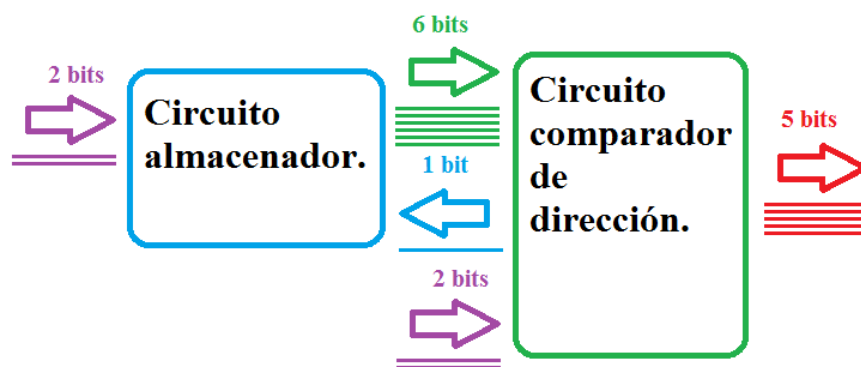 2 bits
Circuito
almacenador.
6 bits
1 bit
2 bits
Circuito
comparador
de
dirección.
5 bits